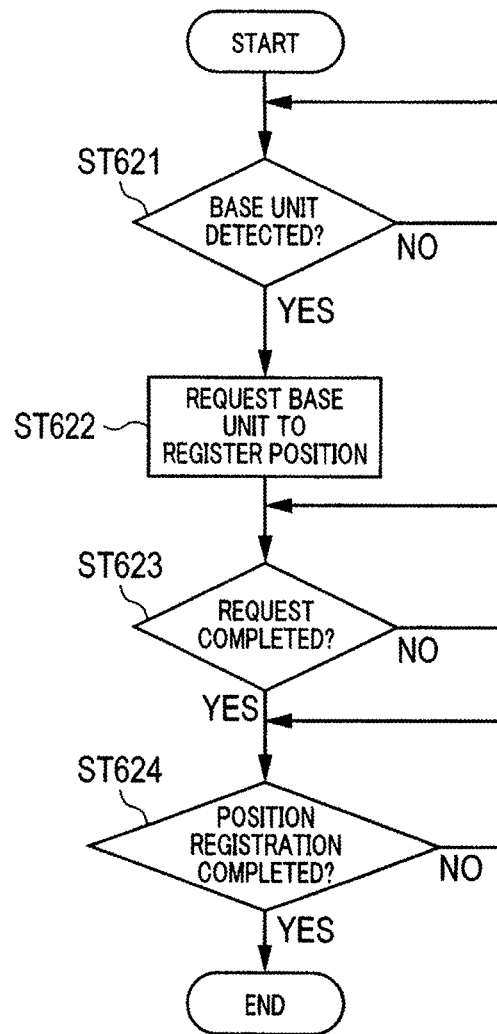 START
ST621
BASE UNIT
DETECTED?
NO
YES
ST622
REQUEST BASE
UNIT TO
REGISTER POSITION
ST623
REQUEST
COMPLETED?
NO
YES
ST624
POSITION
REGISTRATION
COMPLETED?
NO
YES
END